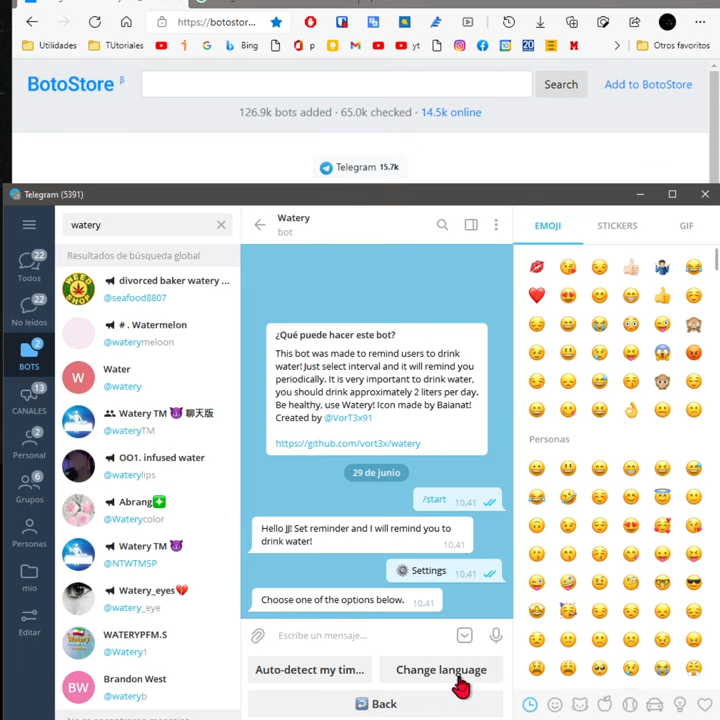 https://botostor...
Utilidades
TUtoriales
Bing
p
yt
20
M
Otros favoritos
BotoStore β
Search
Add to BotoStore
126.9k bots added · 65.0k checked · 14.5k online
Telegram 15.7k
Telegram (5391)
watery
Resultados de búsqueda global
22
Todos
22
No leídos
2
BOTS
13
CANALES
2
Personal
6
Grupos
Personas
mio
Editar
WEED
SHOP
divorced baker watery ...
@seafood8807
# . Watermelon
@waterymeloon
W
Water
@watery
Watery TM 😈 聊天版
@wateryTM
OO1. infused water
@waterylips
Abrang
@Waterycolor
Watery TM 😈
@NTWTMSP
Watery_eyes💔
@watery_eye
WATERYPFM.S
@Watery1
BW
Brandon West
@wateryb
Watery
bot
¿Qué puede hacer este bot?
This bot was made to remind users to drink
water! Just select interval and it will remind you
periodically. It is very important to drink water,
you should drink approximately 2 liters per day.
Be healthy, use Watery! Icon made by Baianat!
Created by @VorT3x91
https://github.com/vort3x/watery
29 de junio
/start 10.41
Hello JJ! Set reminder and I will remind you to
drink water!
10.41
Settings 10.41
Choose one of the options below. 10.41
Escribe un mensaje...
Auto-detect my tim...
Change language
Back
EMOJI
STICKERS
GIF
Personas